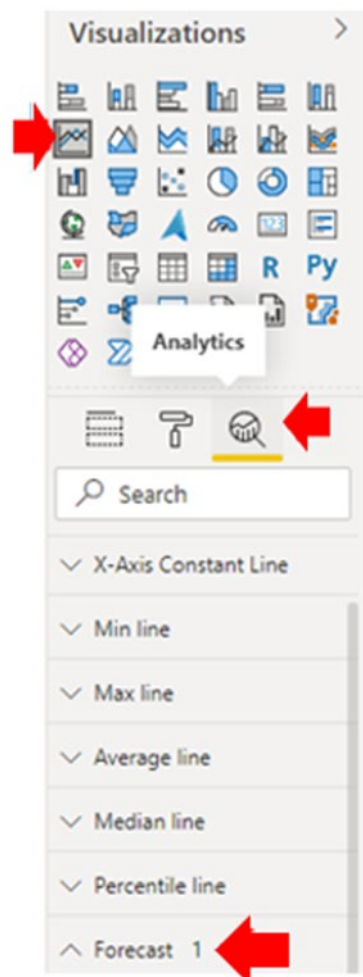 Visualizations
123
R Py
Analytics
Search
X-Axis Constant Line
Min line
Max line
Average line
Median line
Percentile line
Forecast 1